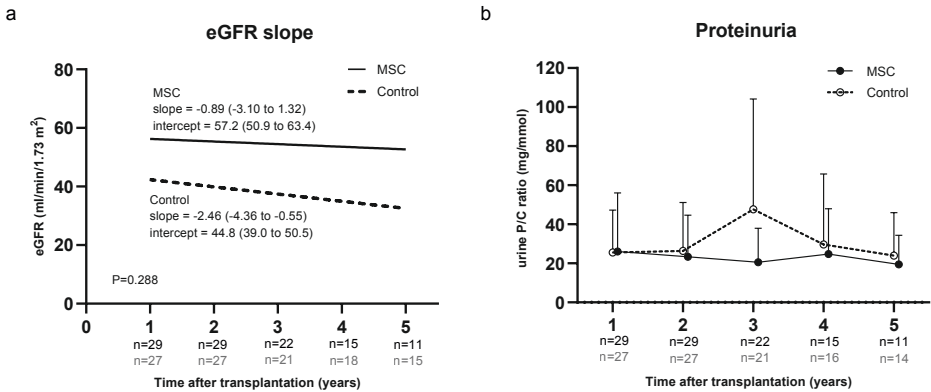 a
eGFR slope
eGFR (ml/min/1.73 m²)
80
60
40
20
0
MSC
Control
MSC
slope = -0.89 (-3.10 to 1.32)
intercept = 57.2 (50.9 to 63.4)
Control
slope = -2.46 (-4.36 to -0.55)
intercept = 44.8 (39.0 to 50.5)
P=0.288
0 1 2 3 4 5
n=29 n=29 n=22 n=15 n=11
n=27 n=27 n=21 n=18 n=15
Time after transplantation (years)
b
Proteinuria
urine P/C ratio (mg/mmol)
120
100
80
60
40
20
0
MSC
Control
1 2 3 4 5
n=29 n=29 n=22 n=15 n=11
n=27 n=27 n=21 n=16 n=14
Time after transplantation (years)